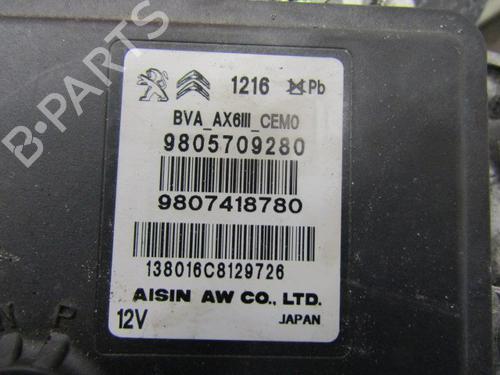 B-PARTS
1216 Pb
BVA_AX6III_CEM0
9805709280
9807418780
138016C8129726
AISIN AW CO., LTD.
12V JAPAN
N P